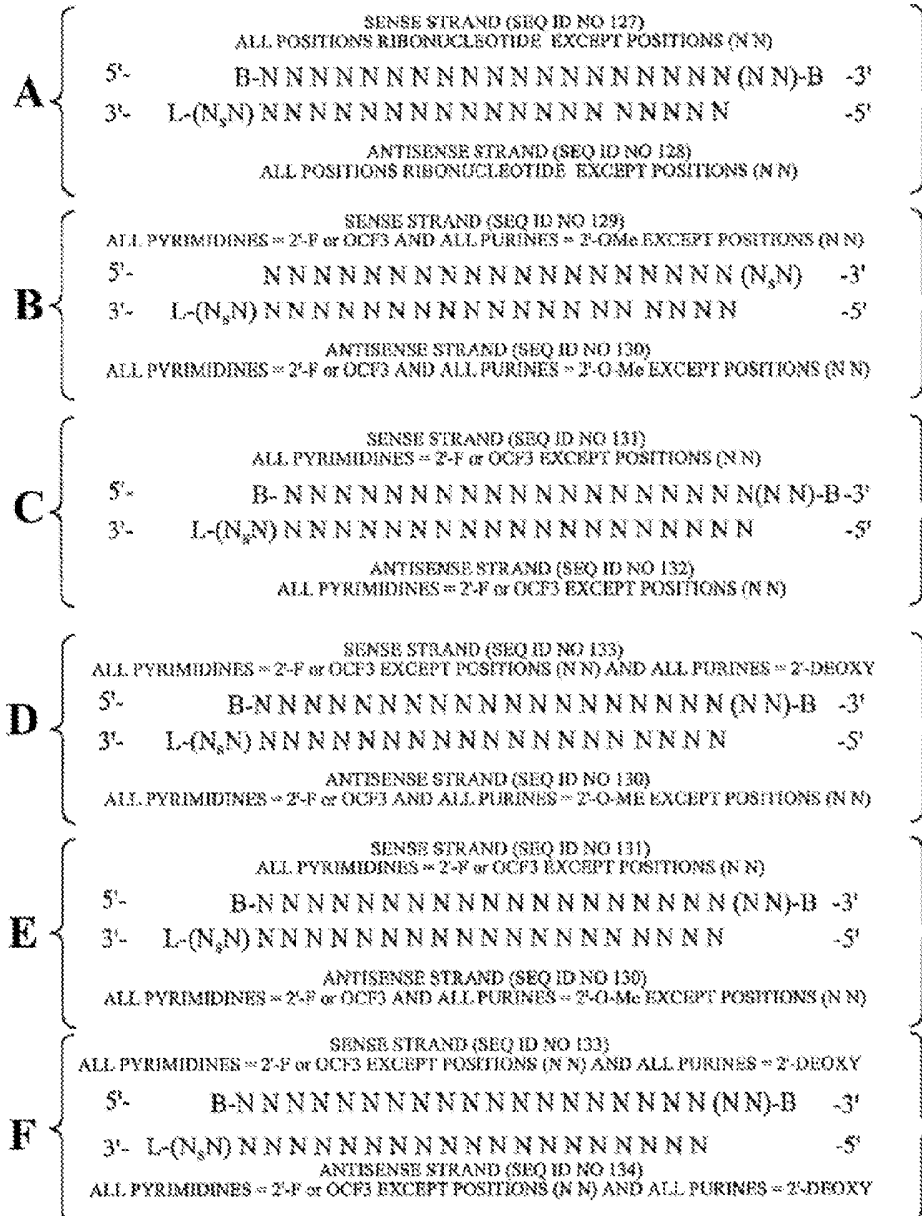 A
SENSE STRAND (SEQ ID NO 127)
ALL POSITIONS RIBONUCLEOTIDE EXCEPT POSITIONS (N N)
5'- B-N N N N N N N N N N N N N N N N N N N (N N)-B -3'
3'- L-(NₛN) N N N N N N N N N N N N N N N N N N N -5'
ANTISENSE STRAND (SEQ ID NO 128)
ALL POSITIONS RIBONUCLEOTIDE EXCEPT POSITIONS (N N)
B
SENSE STRAND (SEQ ID NO 129)
ALL PYRIMIDINES = 2'-F or OCF3 AND ALL PURINES = 2'-OMe EXCEPT POSITIONS (N N)
5'- N N N N N N N N N N N N N N N N N N N (NₛN) -3'
3'- L-(NₛN) N N N N N N N N N N N N N N N N N N N -5'
ANTISENSE STRAND (SEQ ID NO 130)
ALL PYRIMIDINES = 2'-F or OCF3 AND ALL PURINES = 2'-O-Me EXCEPT POSITIONS (N N)
C
SENSE STRAND (SEQ ID NO 131)
ALL PYRIMIDINES = 2'-F or OCF3 EXCEPT POSITIONS (N N)
5'- B- N N N N N N N N N N N N N N N N N N N(N N)-B -3'
3'- L-(NₛN) N N N N N N N N N N N N N N N N N N N -5'
ANTISENSE STRAND (SEQ ID NO 132)
ALL PYRIMIDINES = 2'-F or OCF3 EXCEPT POSITIONS (N N)
D
SENSE STRAND (SEQ ID NO 133)
ALL PYRIMIDINES = 2'-F or OCF3 EXCEPT POSITIONS (N N) AND ALL PURINES = 2'-DEOXY
5'- B-N N N N N N N N N N N N N N N N N N N (N N)-B -3'
3'- L-(NₛN) N N N N N N N N N N N N N N N N N N N -5'
ANTISENSE STRAND (SEQ ID NO 130)
ALL PYRIMIDINES = 2'-F or OCF3 AND ALL PURINES = 2'-O-ME EXCEPT POSITIONS (N N)
E
SENSE STRAND (SEQ ID NO 131)
ALL PYRIMIDINES = 2'-F or OCF3 EXCEPT POSITIONS (N N)
5'- B-N N N N N N N N N N N N N N N N N N N (N N)-B -3'
3'- L-(NₛN) N N N N N N N N N N N N N N N N N N N -5'
ANTISENSE STRAND (SEQ ID NO 130)
ALL PYRIMIDINES = 2'-F or OCF3 AND ALL PURINES = 2'-O-Me EXCEPT POSITIONS (N N)
F
SENSE STRAND (SEQ ID NO 133)
ALL PYRIMIDINES = 2'-F or OCF3 EXCEPT POSITIONS (N N) AND ALL PURINES = 2'-DEOXY
5'- B-N N N N N N N N N N N N N N N N N N N (N N)-B -3'
3'- L-(NₛN) N N N N N N N N N N N N N N N N N N N -5'
ANTISENSE STRAND (SEQ ID NO 134)
ALL PYRIMIDINES = 2'-F or OCF3 EXCEPT POSITIONS (N N) AND ALL PURINES = 2'-DEOXY